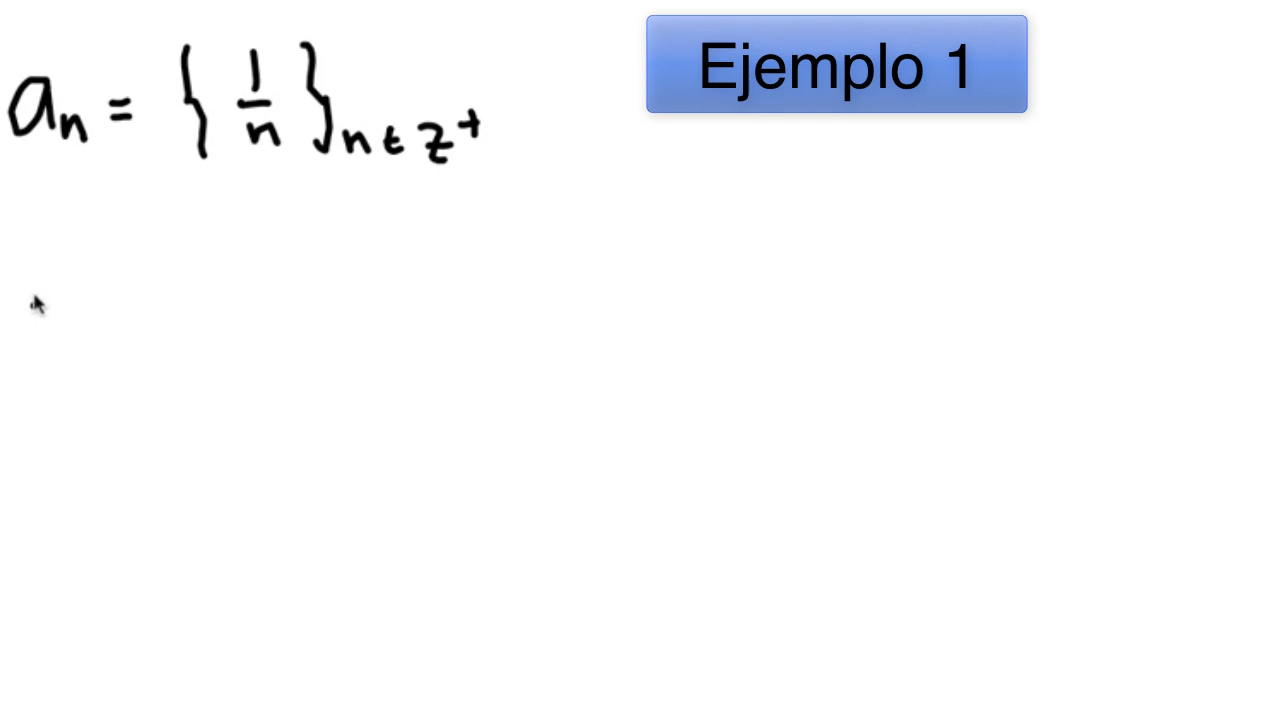 Ejemplo 1
aₙ = { 1/n }ₙ ∈ Z⁺